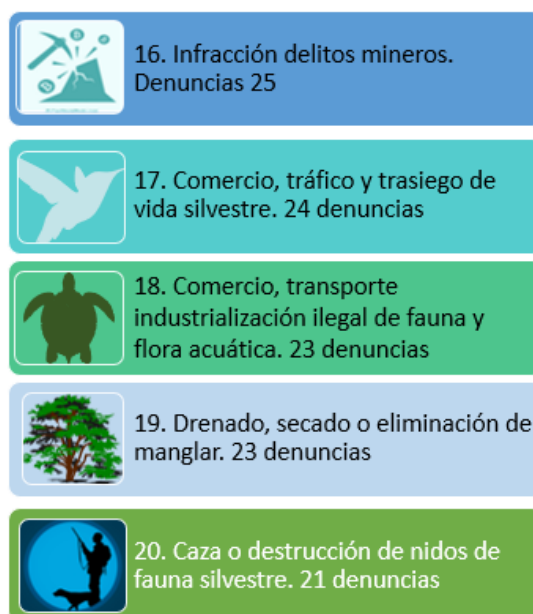 16. Infracción delitos mineros.
Denuncias 25
17. Comercio, tráfico y trasiego de
vida silvestre. 24 denuncias
18. Comercio, transporte
industrialización ilegal de fauna y
flora acuática. 23 denuncias
19. Drenado, secado o eliminación de
manglar. 23 denuncias
20. Caza o destrucción de nidos de
fauna silvestre. 21 denuncias